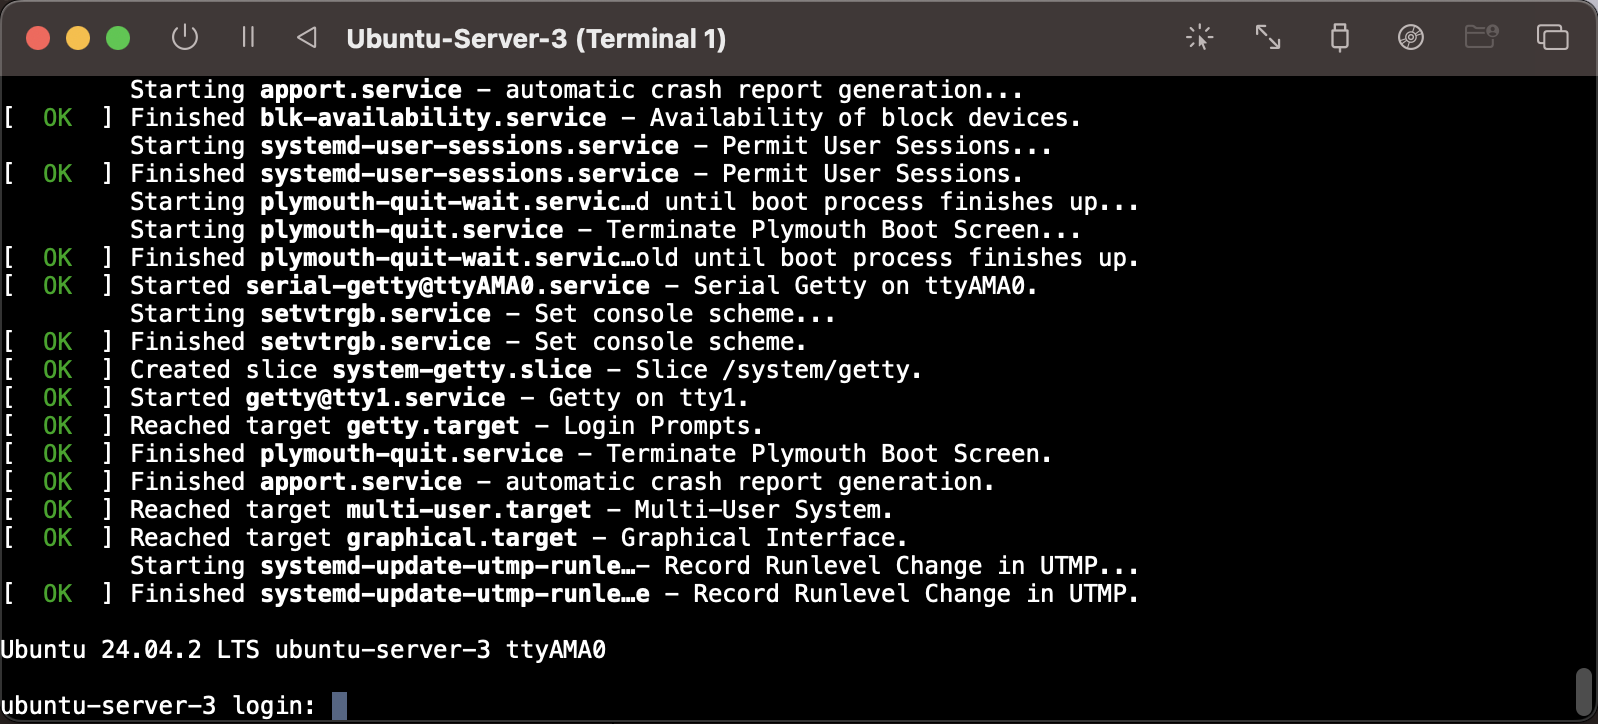 Ubuntu-Server-3 (Terminal 1)
Starting apport.service - automatic crash report generation...
[  OK  ] Finished blk-availability.service - Availability of block devices.
Starting systemd-user-sessions.service - Permit User Sessions...
[  OK  ] Finished systemd-user-sessions.service - Permit User Sessions.
Starting plymouth-quit-wait.servic…d until boot process finishes up...
Starting plymouth-quit.service - Terminate Plymouth Boot Screen...
[  OK  ] Finished plymouth-quit-wait.servic…old until boot process finishes up.
[  OK  ] Started serial-getty@ttyAMA0.service - Serial Getty on ttyAMA0.
Starting setvtrgb.service - Set console scheme...
[  OK  ] Finished setvtrgb.service - Set console scheme.
[  OK  ] Created slice system-getty.slice - Slice /system/getty.
[  OK  ] Started getty@tty1.service - Getty on tty1.
[  OK  ] Reached target getty.target - Login Prompts.
[  OK  ] Finished plymouth-quit.service - Terminate Plymouth Boot Screen.
[  OK  ] Finished apport.service - automatic crash report generation.
[  OK  ] Reached target multi-user.target - Multi-User System.
[  OK  ] Reached target graphical.target - Graphical Interface.
Starting systemd-update-utmp-runle…- Record Runlevel Change in UTMP...
[  OK  ] Finished systemd-update-utmp-runle…e - Record Runlevel Change in UTMP.
Ubuntu 24.04.2 LTS ubuntu-server-3 ttyAMA0
ubuntu-server-3 login: